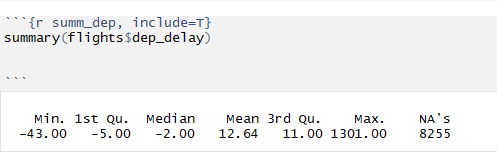 ```{r summ_dep, include=T}
summary(flights$dep_delay)
```
Min. 1st Qu. Median Mean 3rd Qu. Max. NA's
-43.00 -5.00 -2.00 12.64 11.00 1301.00 8255